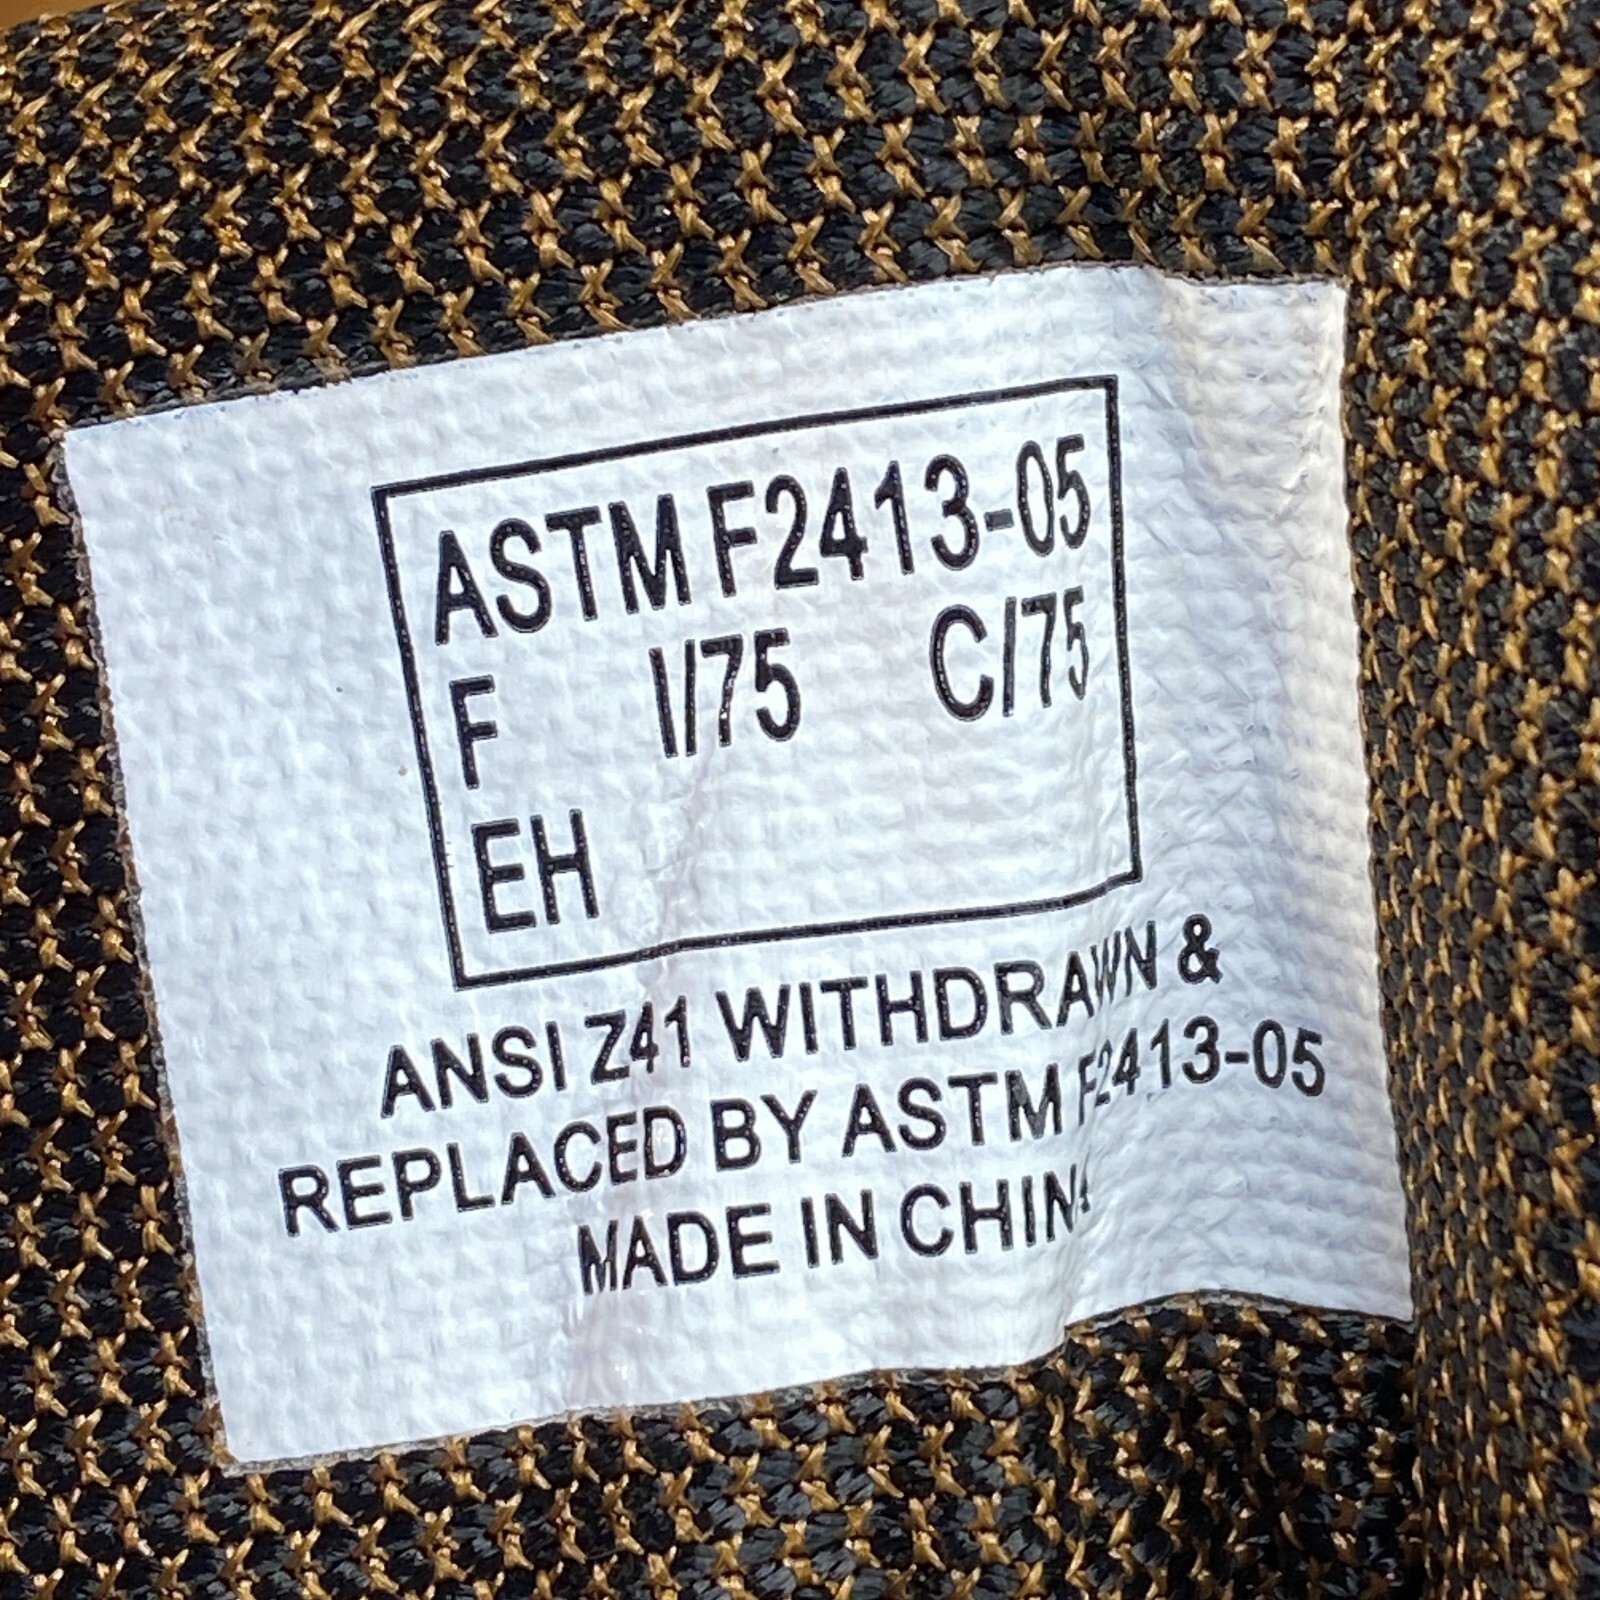 ASTM F2413-05
F I/75 C/75
EH
ANSI Z41 WITHDRAWN &
REPLACED BY ASTM F2413-05
MADE IN CHINA